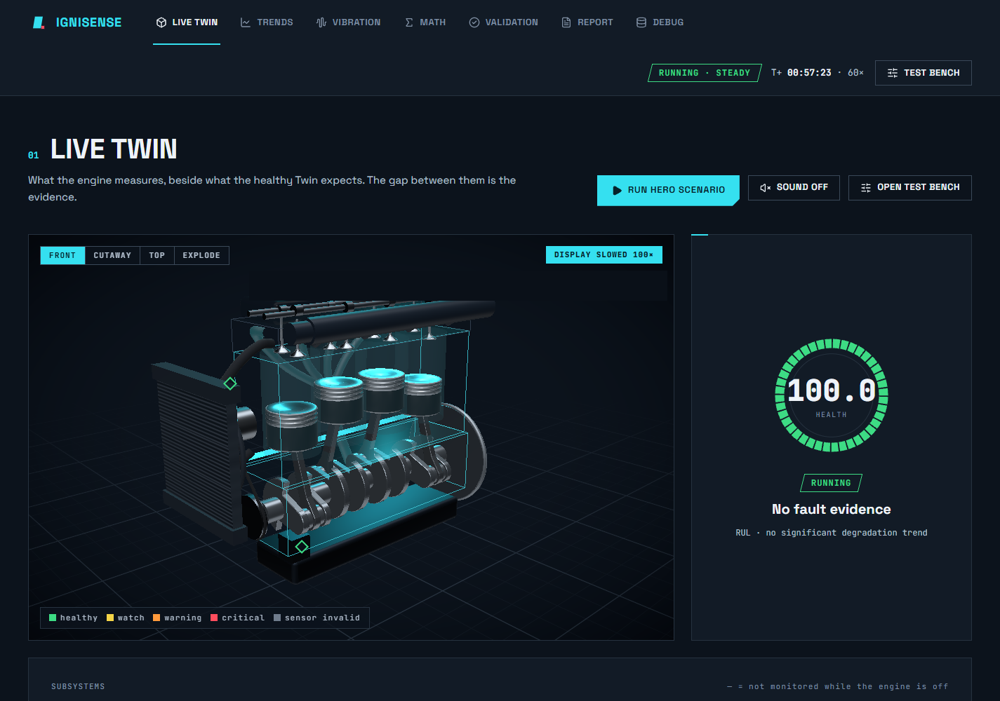 IGNISENSE
LIVE TWIN
TRENDS
VIBRATION
MATH
VALIDATION
REPORT
DEBUG
RUNNING · STEADY
T+ 00:57:23 · 60×
TEST BENCH
01 LIVE TWIN
What the engine measures, beside what the healthy Twin expects. The gap between them is the
evidence.
RUN HERO SCENARIO
SOUND OFF
OPEN TEST BENCH
FRONT
CUTAWAY
TOP
EXPLODE
DISPLAY SLOWED 100×
healthy
watch
warning
critical
sensor invalid
100.0
HEALTH
RUNNING
No fault evidence
RUL · no significant degradation trend
SUBSYSTEMS
— = not monitored while the engine is off